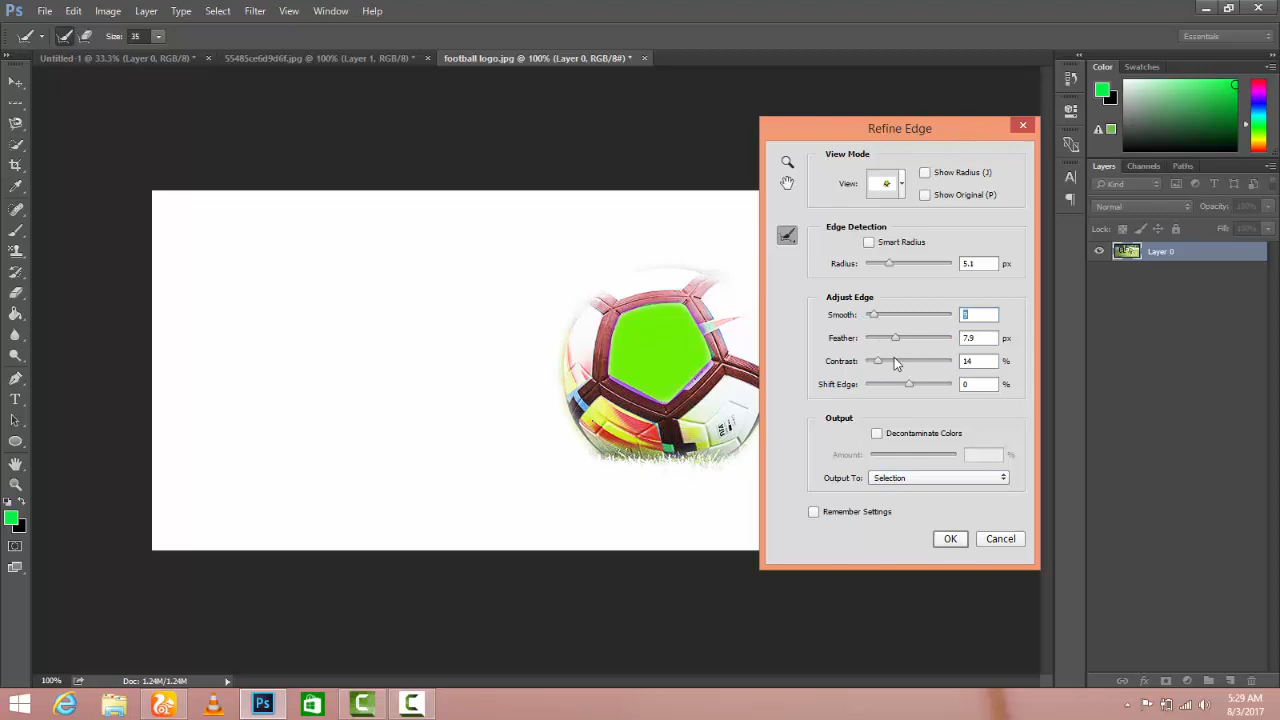 Ps File Edit Image Layer Type Select Filter View Window Help
Size: 35 Essentials
Untitled-1 @ 33.3% (Layer 0, RGB/8) * × 55485ce6d9d6f.jpg @ 100% (Layer 1, RGB/8) * × football logo.jpg @ 100% (Layer 0, RGB/8#) * ×
Color Swatches
Refine Edge
View Mode
View:
Show Radius (J)
Show Original (P)
Edge Detection
Smart Radius
Radius: 5.1 px
Adjust Edge
Smooth:
Feather: 7.9 px
Contrast: 14 %
Shift Edge: 0 %
Output
Decontaminate Colors
Amount: %
Output To: Selection
Remember Settings
OK Cancel
Layers Channels Paths
Kind
Normal Opacity: 100%
Lock: Fill: 100%
Layer 0
100% Doc: 1.24M/1.24M
Ps
5:29 AM
8/3/2017